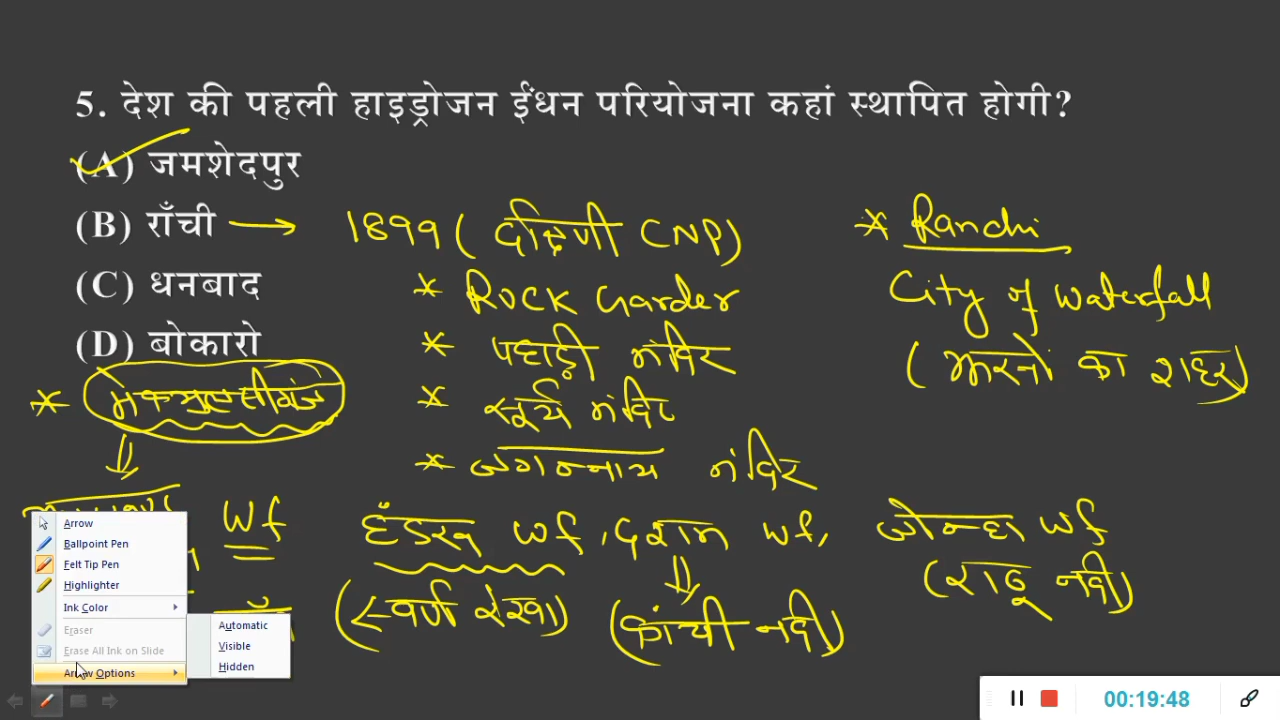 5. देश की पहली हाइड्रोजन ईंधन परियोजना कहां स्थापित होगी?
(A) जमशेदपुर
(B) राँची → 1899 ( दक्षिणी CNP)
(C) धनबाद
(D) बोकारो
* Rock Garden
* पहाड़ी मंदिर
* सूर्य मंदिर
* जगन्नाथ मंदिर
* Ranchi
City of Waterfall
( झरनों का शहर)
*
Wf
हुंडरू Wf, दशम Wf, जोन्हा Wf
(स्वर्ण रेखा) (कांची नदी) (राढू नदी)
Arrow
Ballpoint Pen
Felt Tip Pen
Highlighter
Ink Color
Eraser
Erase All Ink on Slide
Arrow Options
Automatic
Visible
Hidden
00:19:48